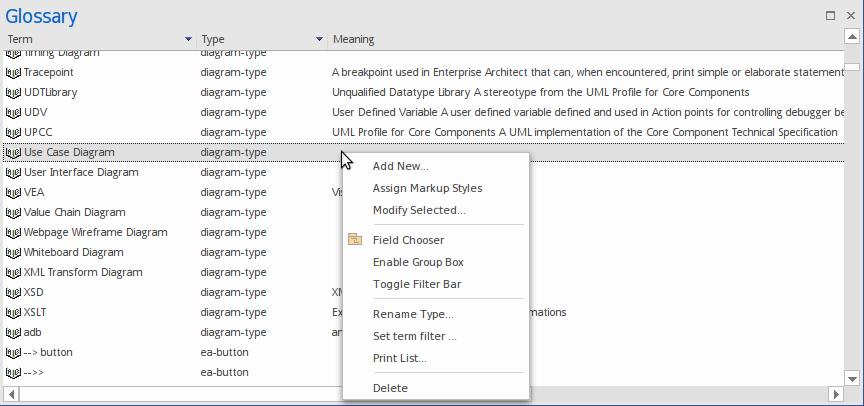 Glossary
Term Type Meaning
Timing Diagram diagram-type
Tracepoint diagram-type A breakpoint used in Enterprise Architect that can, when encountered, print simple or elaborate statement
UDTLibrary diagram-type Unqualified Datatype Library A stereotype from the UML Profile for Core Components
UDV diagram-type User Defined Variable A user defined variable defined and used in Action points for controlling debugger be
UPCC diagram-type UML Profile for Core Components A UML implementation of the Core Component Technical Specification
Use Case Diagram diagram-type
User Interface Diagram diagram-type
VEA diagram-type Vis
Value Chain Diagram diagram-type
Webpage Wireframe Diagram diagram-type
Whiteboard Diagram diagram-type
XML Transform Diagram diagram-type
XSD diagram-type XM
XSLT diagram-type Ex mations
adb diagram-type an
--> button ea-button
-->> ea-button
Add New...
Assign Markup Styles
Modify Selected...
Field Chooser
Enable Group Box
Toggle Filter Bar
Rename Type...
Set term filter ...
Print List...
Delete